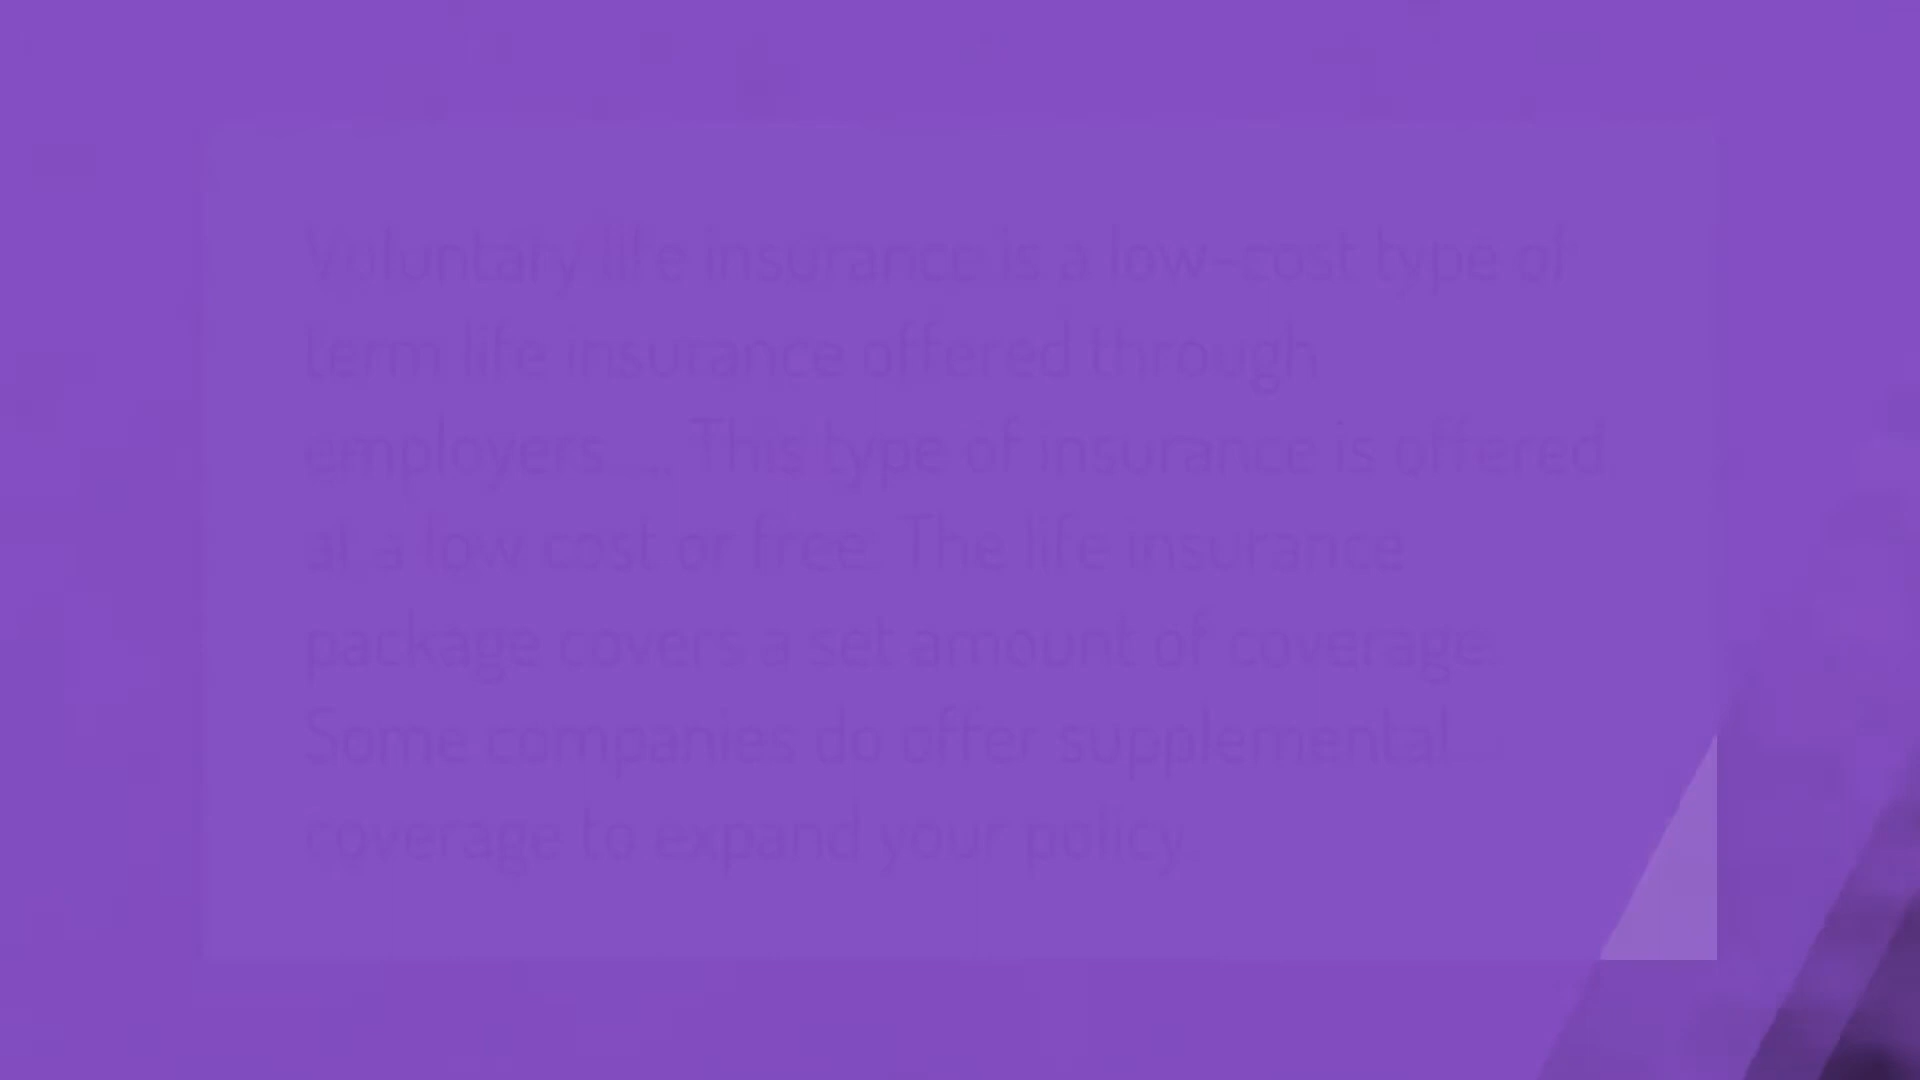 Voluntary life insurance is a low-cost type of
term life insurance offered through
employers.... This type of insurance is offered
at a low cost or free. The life insurance
package covers a set amount of coverage.
Some companies do offer supplemental
coverage to expand your policy.